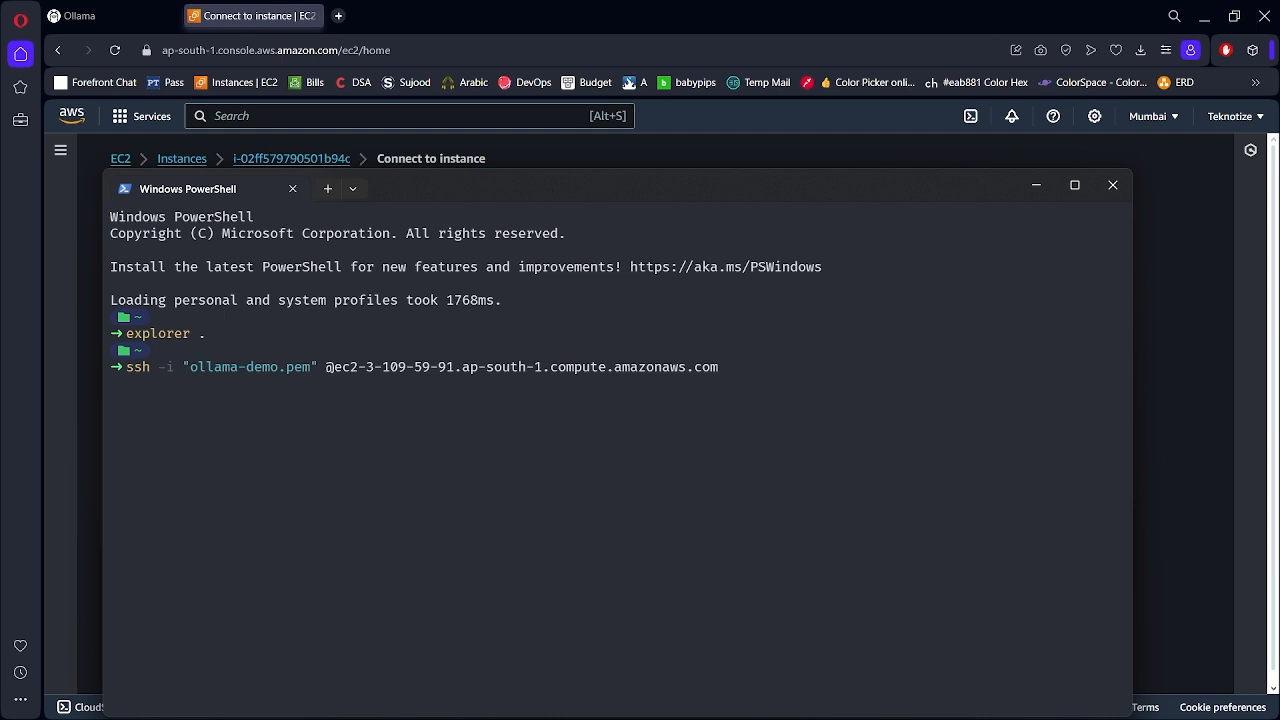 Ollama
Connect to instance | EC2
ap-south-1.console.aws.amazon.com/ec2/home
Forefront Chat PT Pass Instances | EC2 Bills C DSA Sujood Arabic DevOps Budget A b babypips Temp Mail Color Picker onlin... ch #eab881 Color Hex ColorSpace - Color... ERD
aws Services Search [Alt+S] Mumbai Teknotize
EC2 Instances i-02ff579790501b94c Connect to instance
Windows PowerShell
Windows PowerShell
Copyright (C) Microsoft Corporation. All rights reserved.
Install the latest PowerShell for new features and improvements! https://aka.ms/PSWindows
Loading personal and system profiles took 1768ms.
~
➜ explorer .
~
➜ ssh -i "ollama-demo.pem" @ec2-3-109-59-91.ap-south-1.compute.amazonaws.com
CloudS Terms Cookie preferences